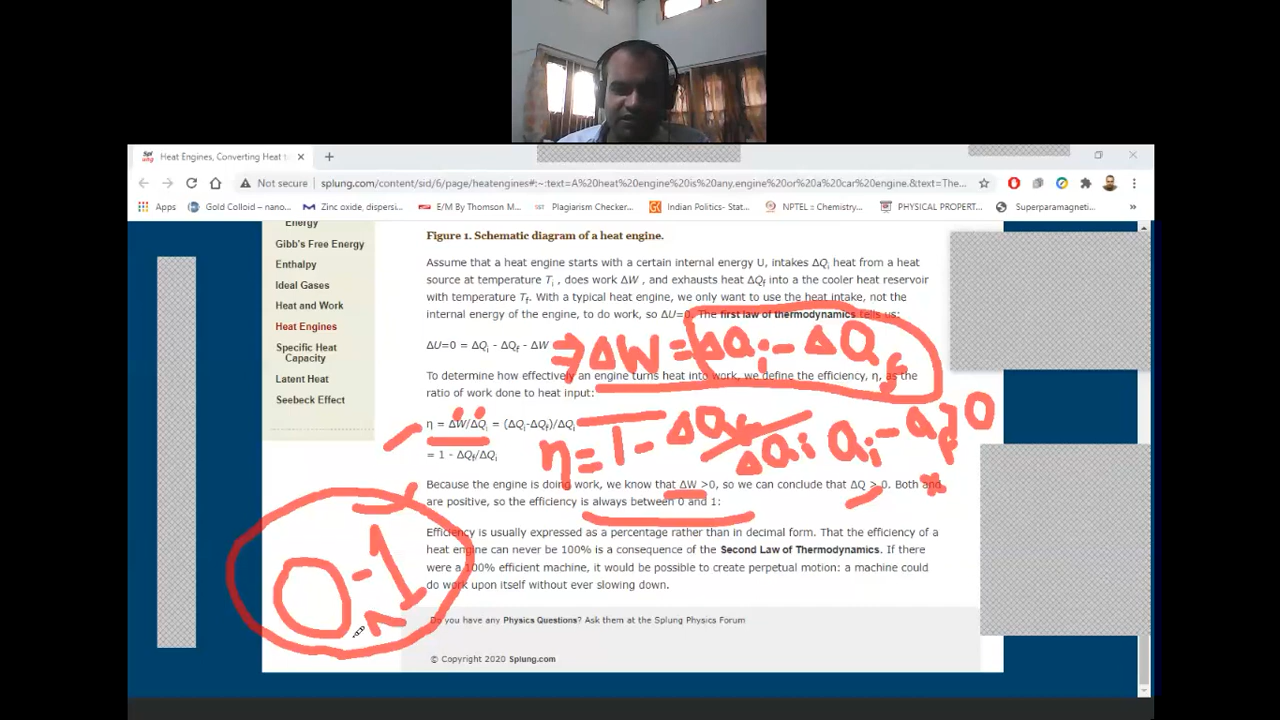 Heat Engines, Converting Heat t
Not secure splung.com/content/sid/6/page/heatengines#:~:text=A%20heat%20engine%20is%20any,engine%20or%20a%20car%20engine.&text=The...
Apps Gold Colloid – nano... Zinc oxide, dispersi... E/M By Thomson M... Plagiarism Checker... Indian Politics- Stat... NPTEL :: Chemistry... PHYSICAL PROPERT... Superparamagneti... »
Energy
Gibb's Free Energy
Enthalpy
Ideal Gases
Heat and Work
Heat Engines
Specific Heat
Capacity
Latent Heat
Seebeck Effect
Figure 1. Schematic diagram of a heat engine.
Assume that a heat engine starts with a certain internal energy U, intakes ΔQi heat from a heat
source at temperature Ti , does work ΔW , and exhausts heat ΔQf into a the cooler heat reservoir
with temperature Tf. With a typical heat engine, we only want to use the heat intake, not the
internal energy of the engine, to do work, so ΔU=0. The first law of thermodynamics tells us:
ΔU=0 = ΔQi - ΔQf - ΔW ⇒ ΔW = ΔQi - ΔQf
To determine how effectively an engine turns heat into work, we define the efficiency, η, as the
ratio of work done to heat input:
η = ΔW/ΔQi = (ΔQi-ΔQf)/ΔQi
= 1 - ΔQf/ΔQi
η = 1 - ΔQf/ΔQi Qi - Qf > 0
Because the engine is doing work, we know that ΔW >0, so we can conclude that ΔQ > 0. Both and
are positive, so the efficiency is always between 0 and 1:
0 - 1
Efficiency is usually expressed as a percentage rather than in decimal form. That the efficiency of a
heat engine can never be 100% is a consequence of the Second Law of Thermodynamics. If there
were a 100% efficient machine, it would be possible to create perpetual motion: a machine could
do work upon itself without ever slowing down.
Do you have any Physics Questions? Ask them at the Splung Physics Forum
© Copyright 2020 Splung.com